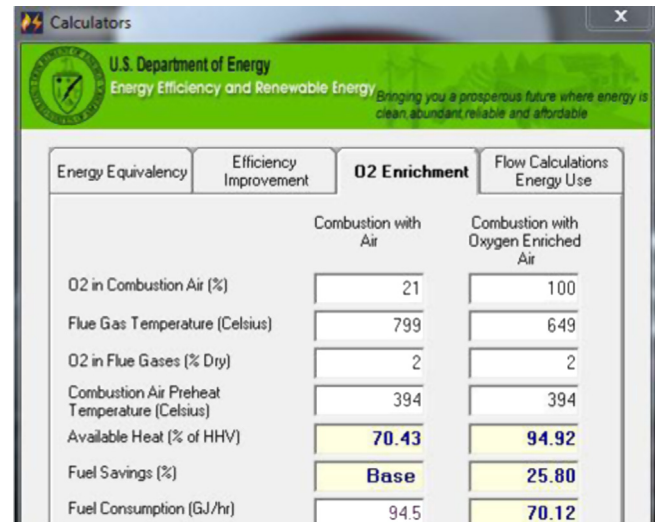 Calculators
X
U.S. Department of Energy
Energy Efficiency and Renewable Energy
Bringing you a prosperous future where energy is
clean, abundant, reliable and affordable
Energy Equivalency
Efficiency
Improvement
O2 Enrichment
Flow Calculations
Energy Use
Combustion with
Air
Combustion with
Oxygen Enriched
Air
O2 in Combustion Air (%) 21 100
Flue Gas Temperature (Celsius) 799 649
O2 in Flue Gases (% Dry) 2 2
Combustion Air Preheat
Temperature (Celsius) 394 394
Available Heat (% of HHV) 70.43 94.92
Fuel Savings (%) Base 25.80
Fuel Consumption (GJ/hr) 94.5 70.12